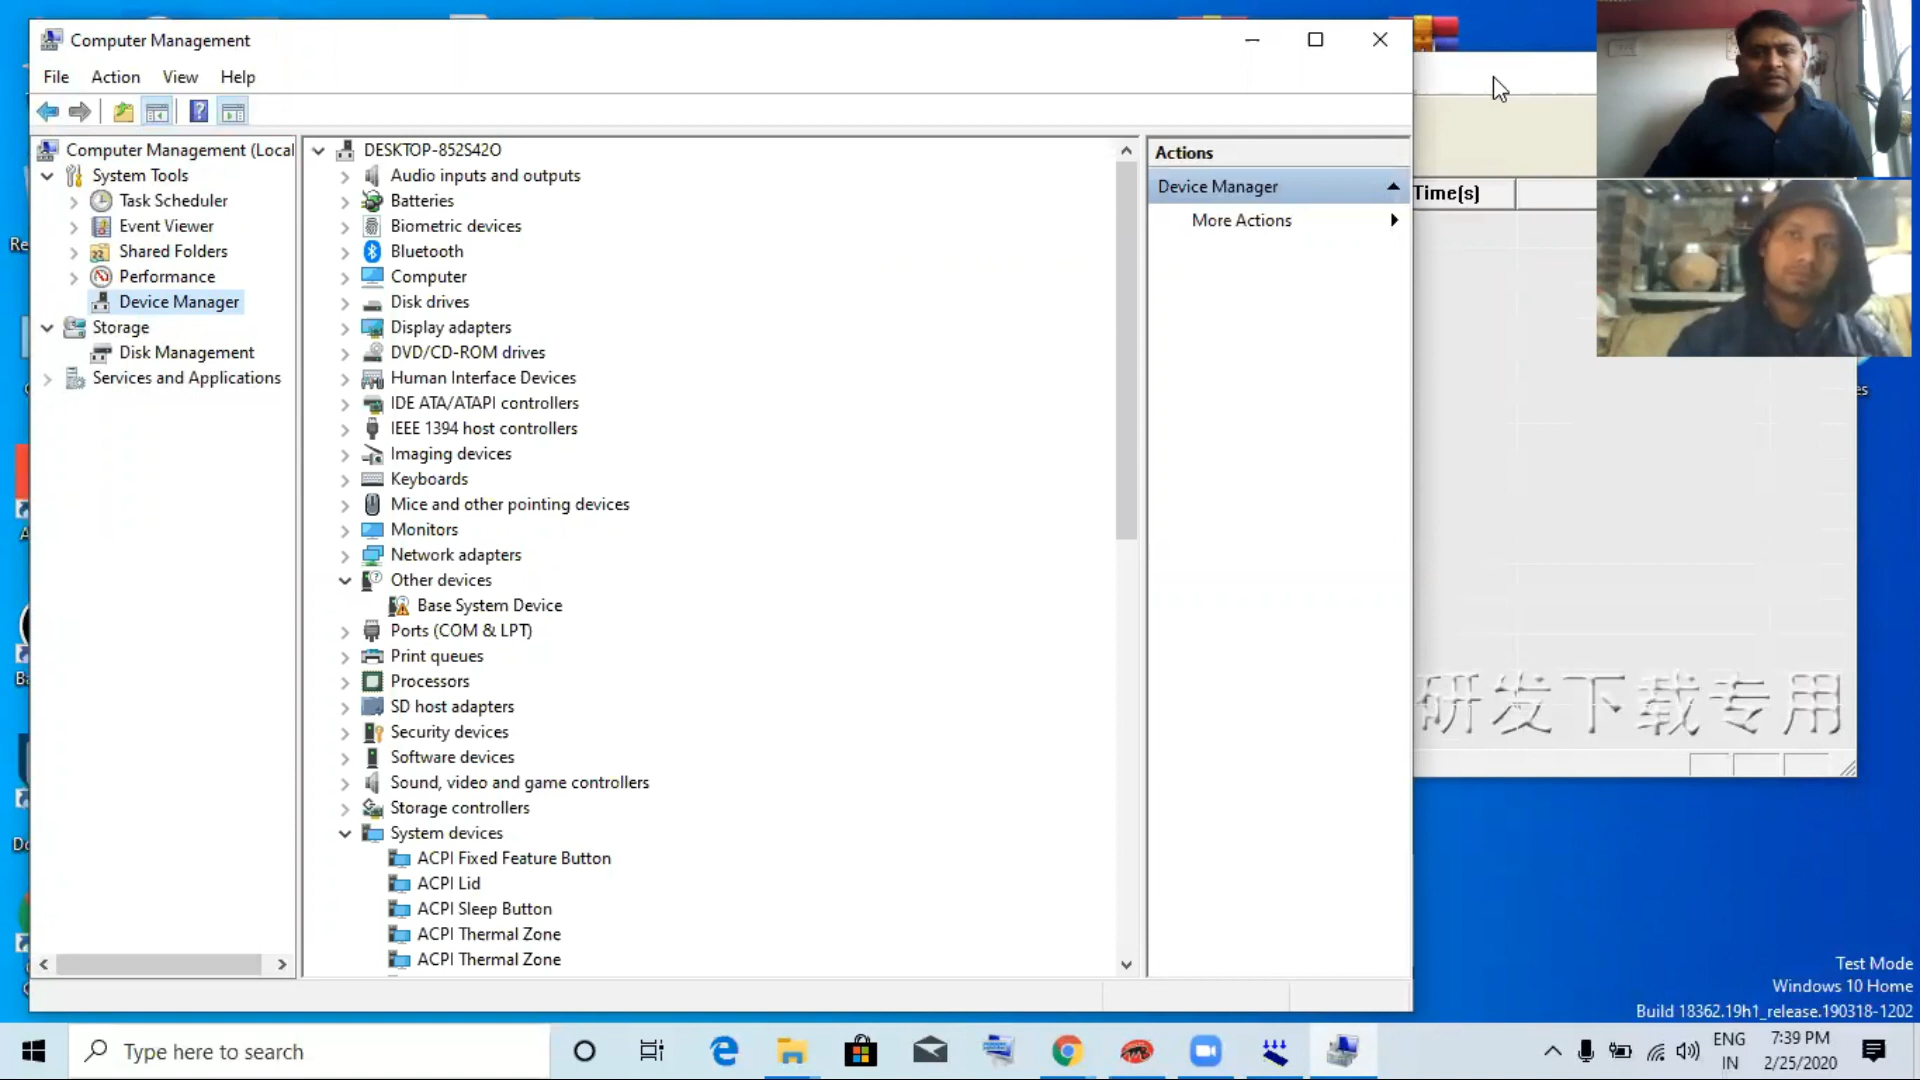 Computer Management
File Action View Help
Computer Management (Local
System Tools
Task Scheduler
Event Viewer
Shared Folders
Performance
Device Manager
Storage
Disk Management
Services and Applications
DESKTOP-852S42O
Audio inputs and outputs
Batteries
Biometric devices
Bluetooth
Computer
Disk drives
Display adapters
DVD/CD-ROM drives
Human Interface Devices
IDE ATA/ATAPI controllers
IEEE 1394 host controllers
Imaging devices
Keyboards
Mice and other pointing devices
Monitors
Network adapters
Other devices
Base System Device
Ports (COM & LPT)
Print queues
Processors
SD host adapters
Security devices
Software devices
Sound, video and game controllers
Storage controllers
System devices
ACPI Fixed Feature Button
ACPI Lid
ACPI Sleep Button
ACPI Thermal Zone
ACPI Thermal Zone
Actions
Device Manager
More Actions
Time(s)
研发下载专用
Test Mode
Windows 10 Home
Build 18362.19h1_release.190318-1202
Type here to search
ENG
IN
7:39 PM
2/25/2020